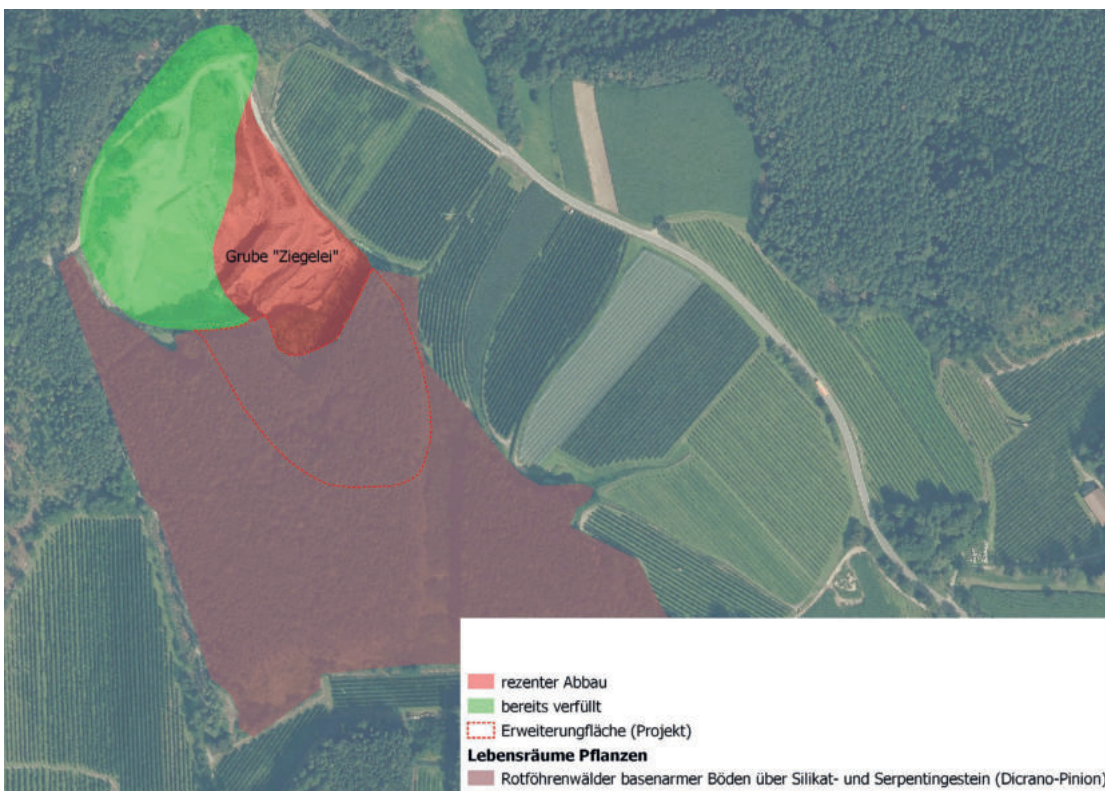 Grube "Ziegelei"
rezenter Abbau
bereits verfüllt
Erweiterungfläche (Projekt)
Lebensräume Pflanzen
Rotföhrenwälder basenarmer Böden über Silikat- und Serpentingestein (Dicrano-Pinion)